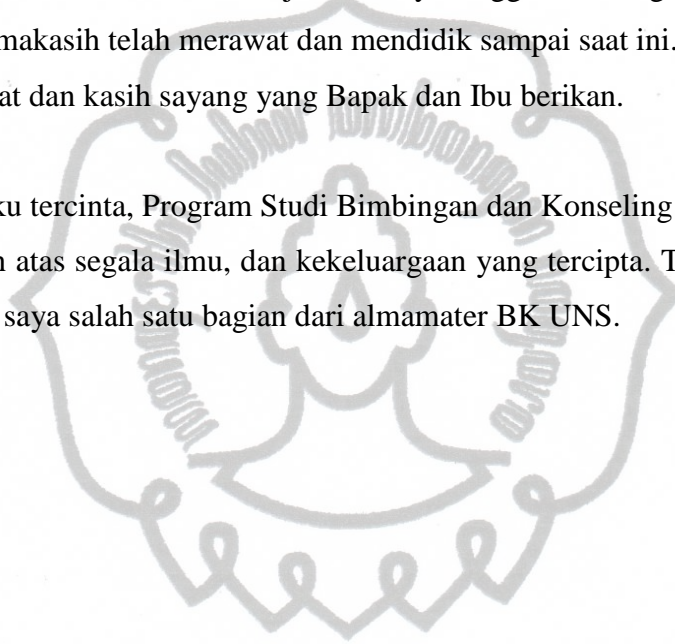 makasih telah merawat dan mendidik sampai saat ini.
at dan kasih sayang yang Bapak dan Ibu berikan.
ku tercinta, Program Studi Bimbingan dan Konseling
atas segala ilmu, dan kekeluargaan yang tercipta. T
saya salah satu bagian dari almamater BK UNS.